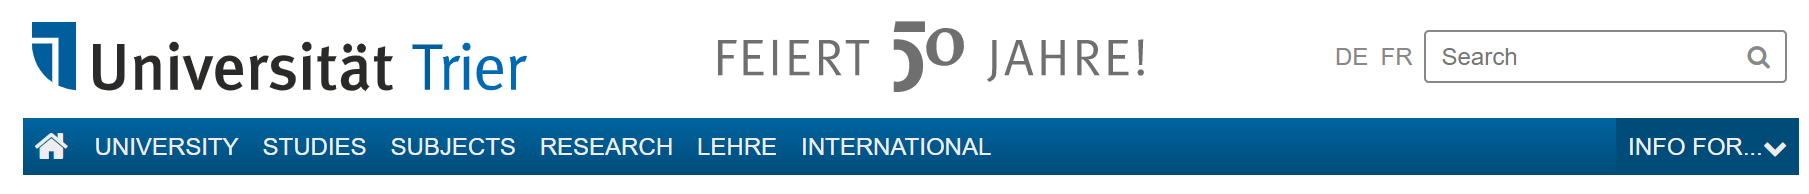 Universität Trier
FEIERT 50 JAHRE!
DE FR Search
UNIVERSITY STUDIES SUBJECTS RESEARCH LEHRE INTERNATIONAL INFO FOR...